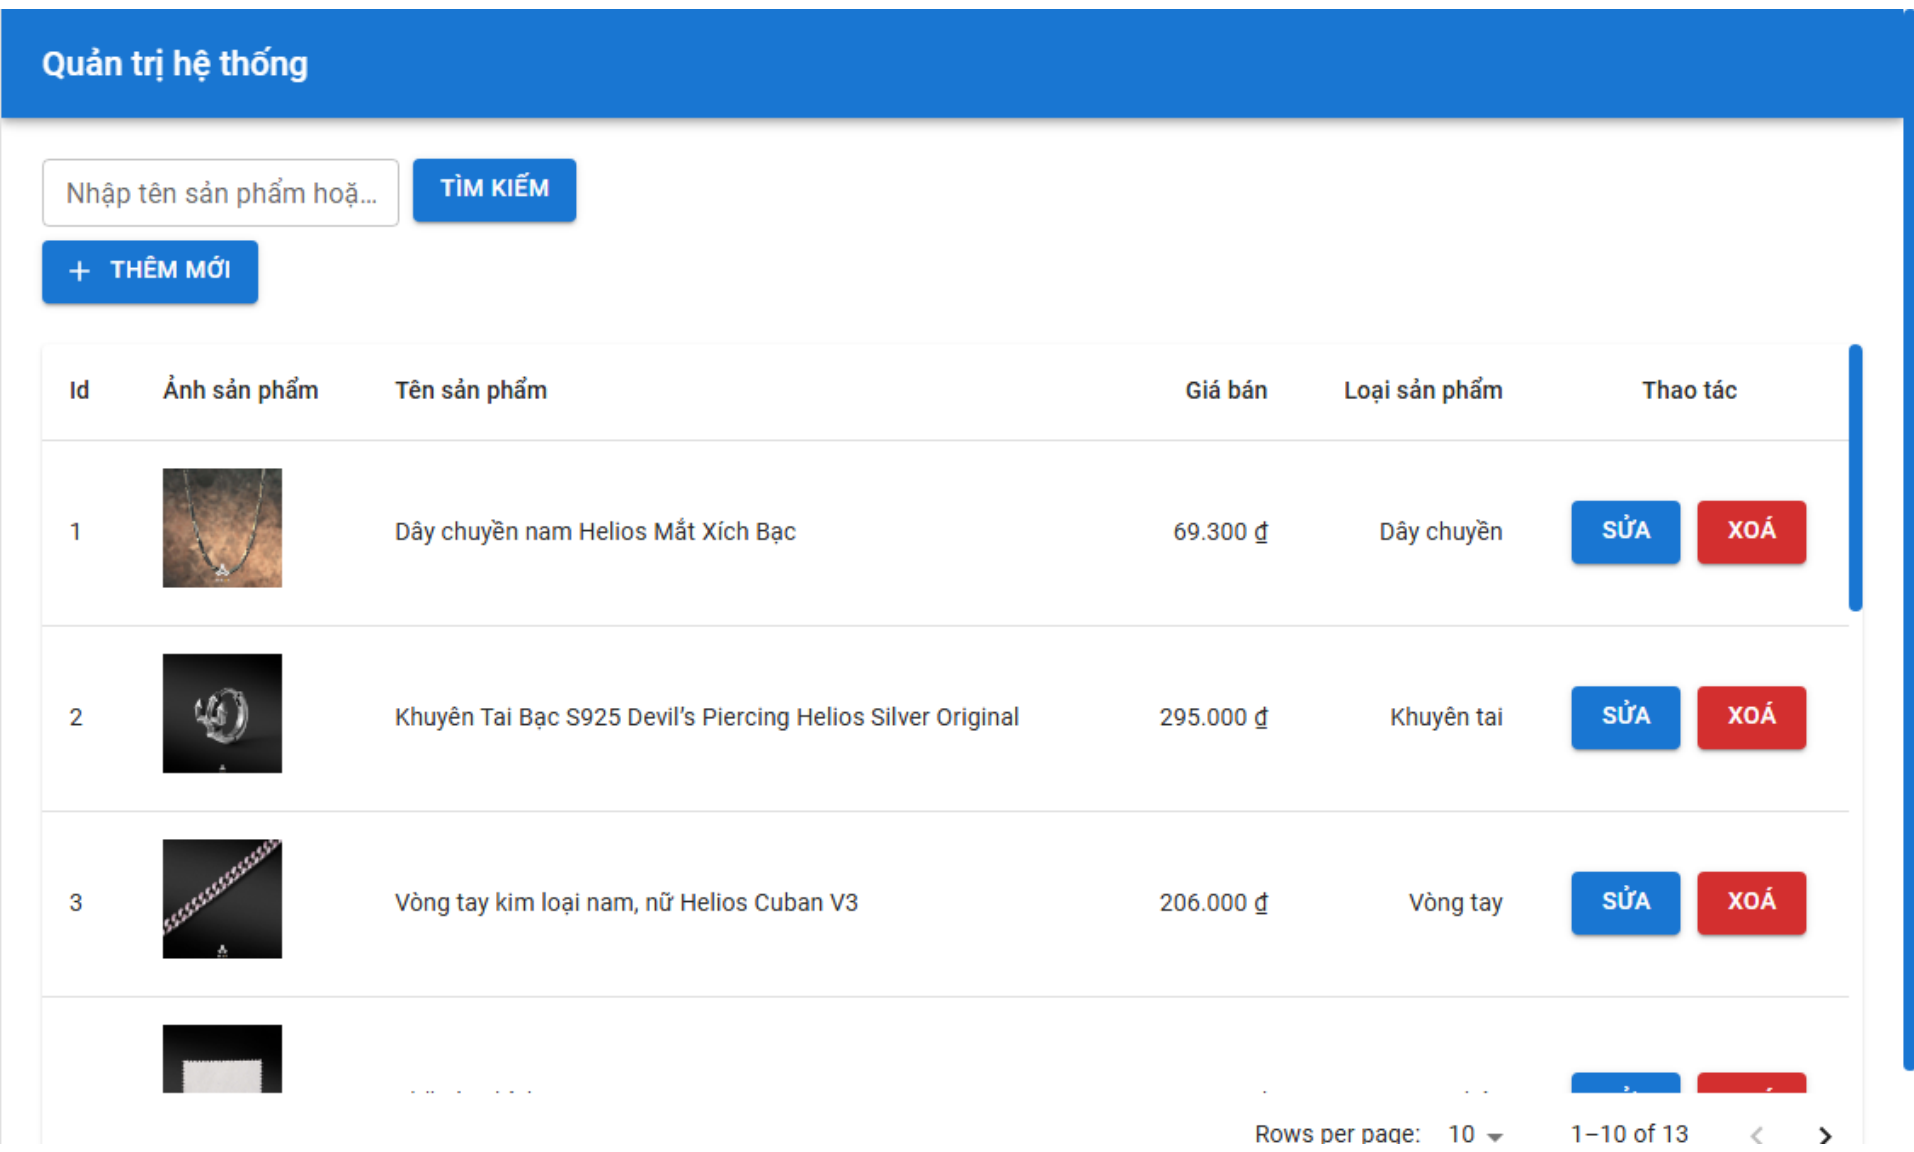 Quản trị hệ thống
Nhập tên sản phẩm hoặ...
TÌM KIẾM
+ THÊM MỚI
Id Ảnh sản phẩm Tên sản phẩm Giá bán Loại sản phẩm Thao tác
1 Dây chuyền nam Helios Mắt Xích Bạc 69.300 ₫ Dây chuyền SỬA XOÁ
2 Khuyên Tai Bạc S925 Devil’s Piercing Helios Silver Original 295.000 ₫ Khuyên tai SỬA XOÁ
3 Vòng tay kim loại nam, nữ Helios Cuban V3 206.000 ₫ Vòng tay SỬA XOÁ
Rows per page: 10 1–10 of 13